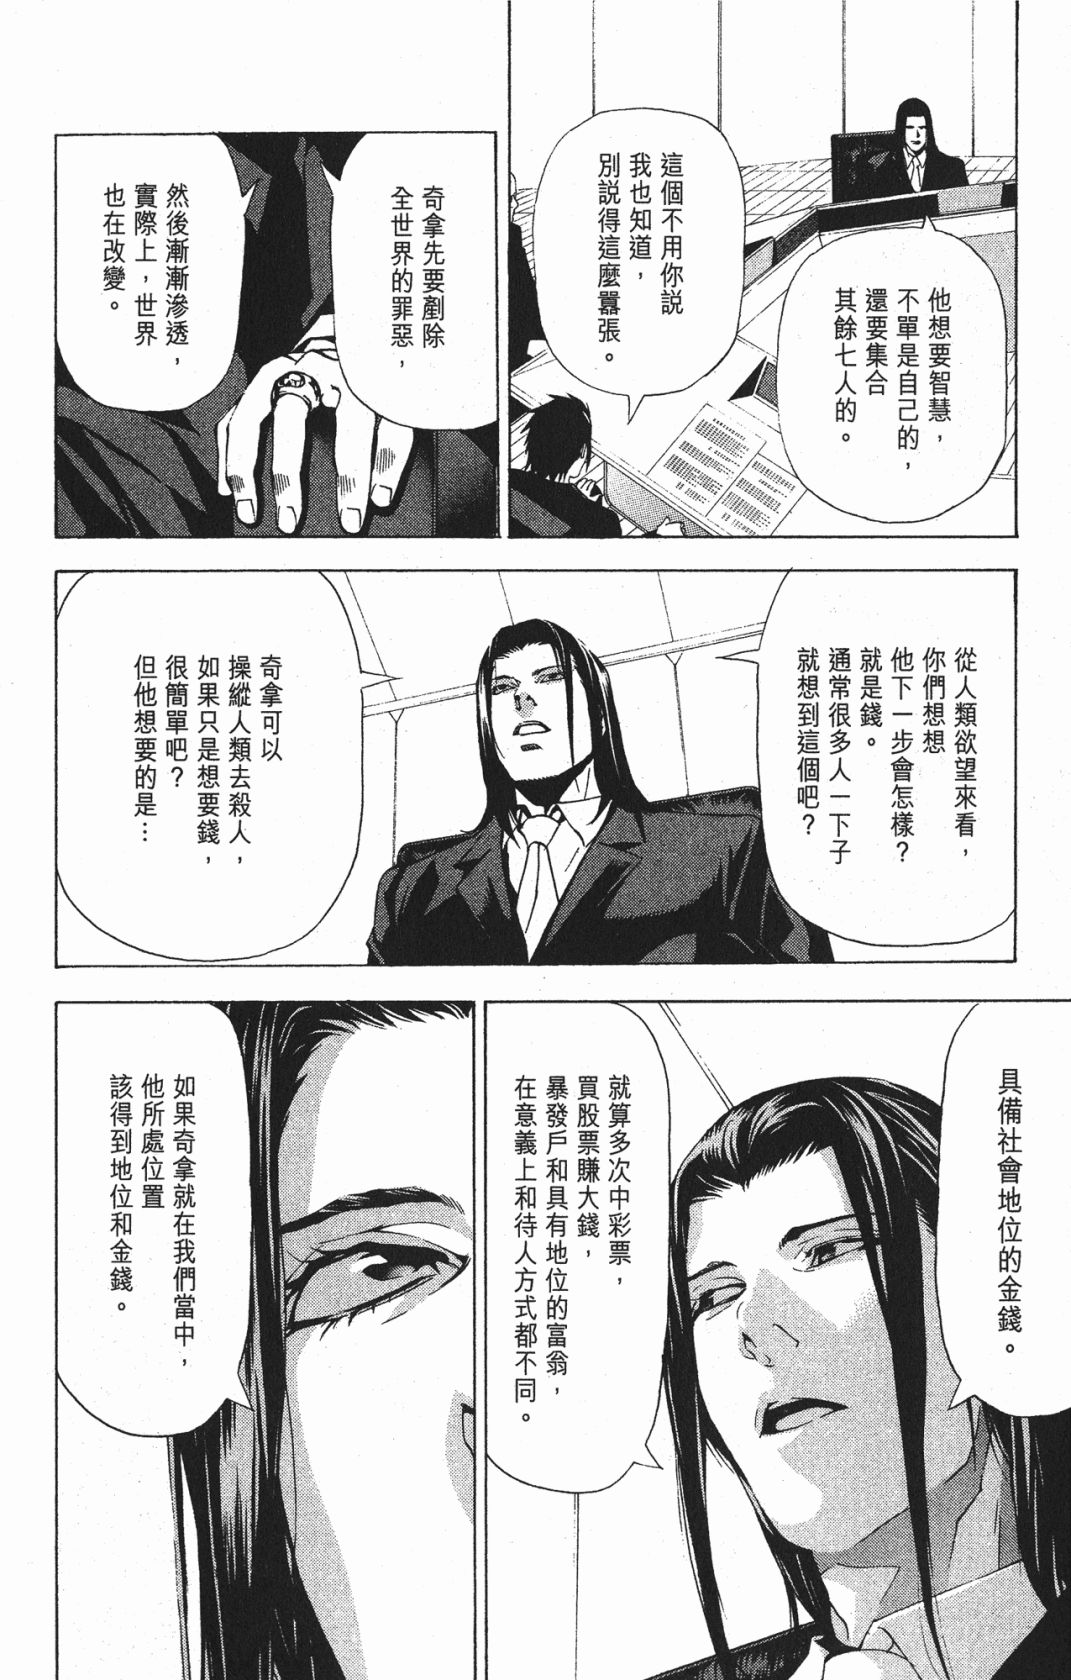 他想要智慧，
不單是自己的，
還要集合
其餘七人的。
這個不用你説
我也知道，
別説得這麼囂張。
奇拿先要剷除
全世界的罪惡，
然後漸漸滲透，
實際上，世界
也在改變。
從人類欲望來看，
你們想想
他下一步會怎樣？
就是錢。
通常很多人一下子
就想到這個吧？
奇拿可以
操縱人類去殺人，
如果只是想要錢，
很簡單吧？
但他想要的是…
具備社會地位的金錢。
就算多次中彩票，
買股票賺大錢，
暴發戶和具有地位的富翁，
在意義上和待人方式都不同。
如果奇拿就在我們當中，
他所處位置
該得到地位和金錢。